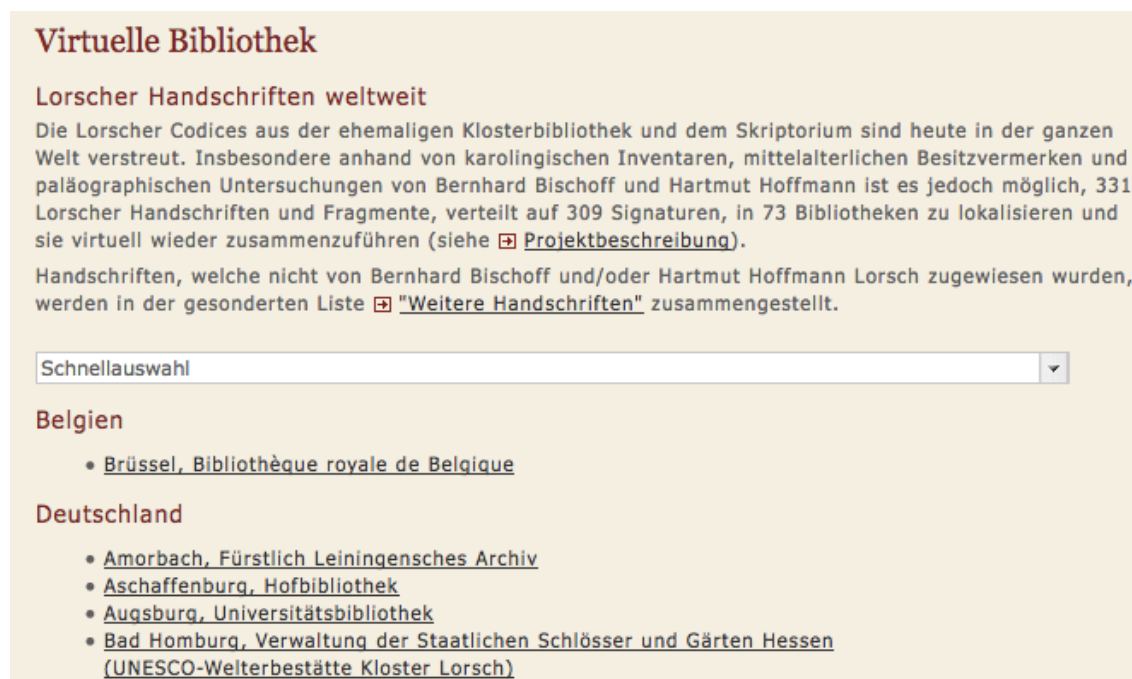 Virtuelle Bibliothek
Lorscher Handschriften weltweit
Die Lorscher Codices aus der ehemaligen Klosterbibliothek und dem Skriptorium sind heute in der ganzen
Welt verstreut. Insbesondere anhand von karolingischen Inventaren, mittelalterlichen Besitzvermerken und
paläographischen Untersuchungen von Bernhard Bischoff und Hartmut Hoffmann ist es jedoch möglich, 331
Lorscher Handschriften und Fragmente, verteilt auf 309 Signaturen, in 73 Bibliotheken zu lokalisieren und
sie virtuell wieder zusammenzuführen (siehe Projektbeschreibung).
Handschriften, welche nicht von Bernhard Bischoff und/oder Hartmut Hoffmann Lorsch zugewiesen wurden,
werden in der gesonderten Liste "Weitere Handschriften" zusammengestellt.
Schnellauswahl
Belgien
• Brüssel, Bibliothèque royale de Belgique
Deutschland
• Amorbach, Fürstlich Leiningensches Archiv
• Aschaffenburg, Hofbibliothek
• Augsburg, Universitätsbibliothek
• Bad Homburg, Verwaltung der Staatlichen Schlösser und Gärten Hessen
(UNESCO-Welterbestätte Kloster Lorsch)